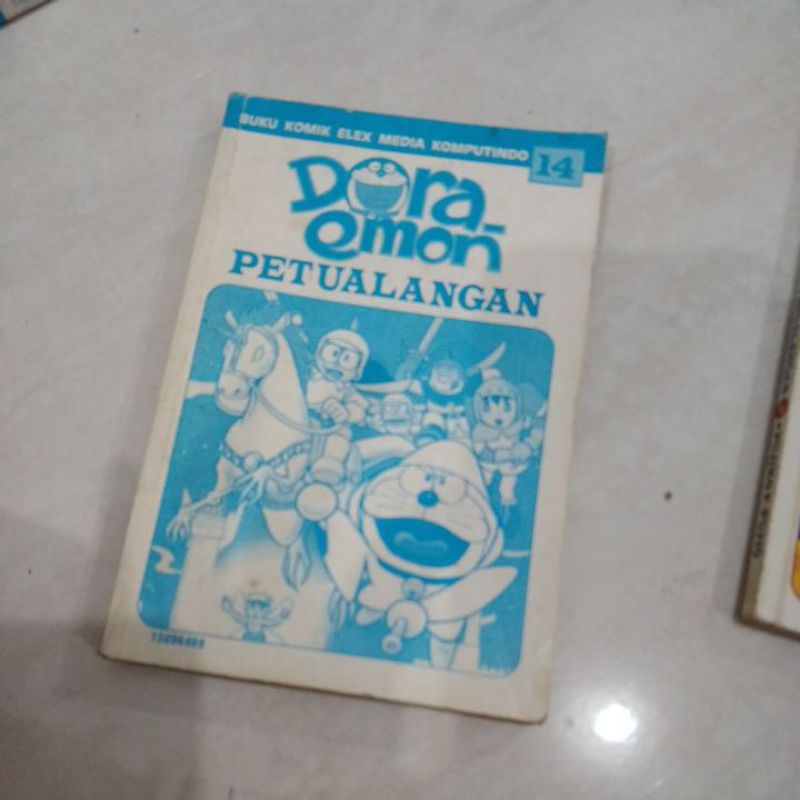 BUKU KOMIK ELEX MEDIA KOMPUTINDO
14
Dora-
emon
PETUALANGAN